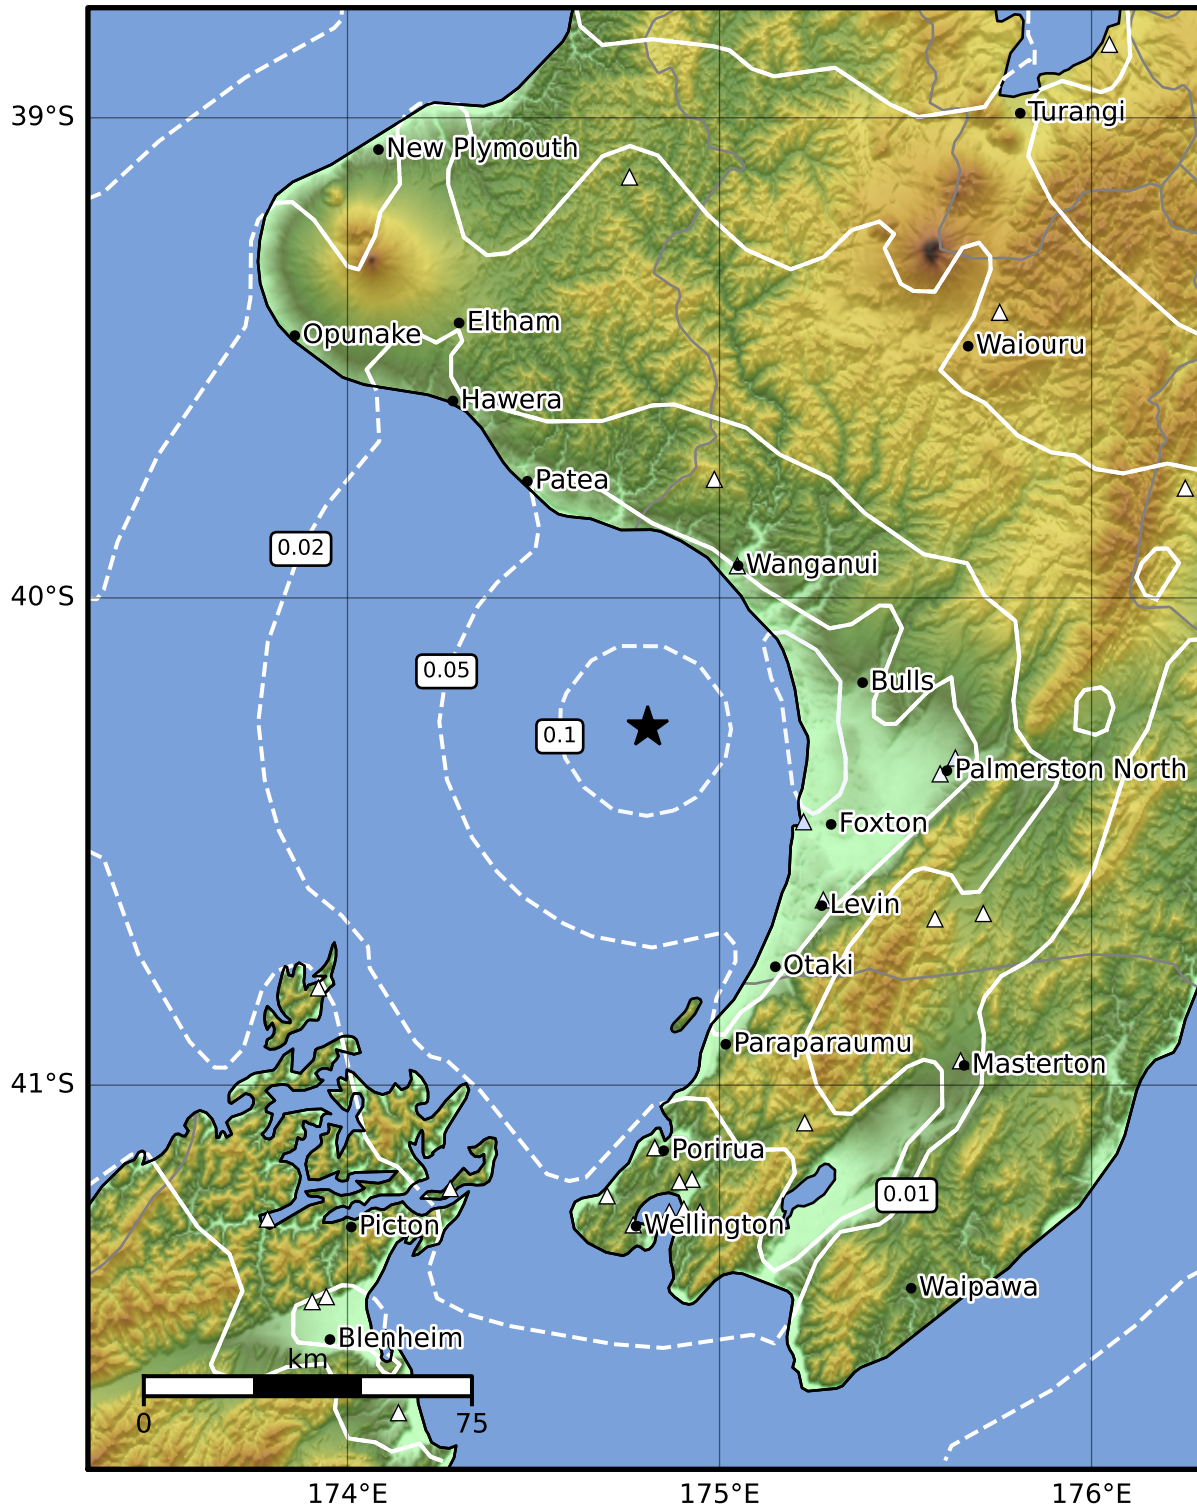 39°S
Turangi
New Plymouth
Eltham
Opunake
Waiouru
Hawera
Patea
0.02
Wanganui
40°S
0.05
Bulls
0.1
Palmerston North
Foxton
Levin
Otaki
Paraparaumu
Masterton
41°S
Porirua
0.01
Picton
Wellington
Waipawa
Blenheim
km
0 75
174°E 175°E 176°E